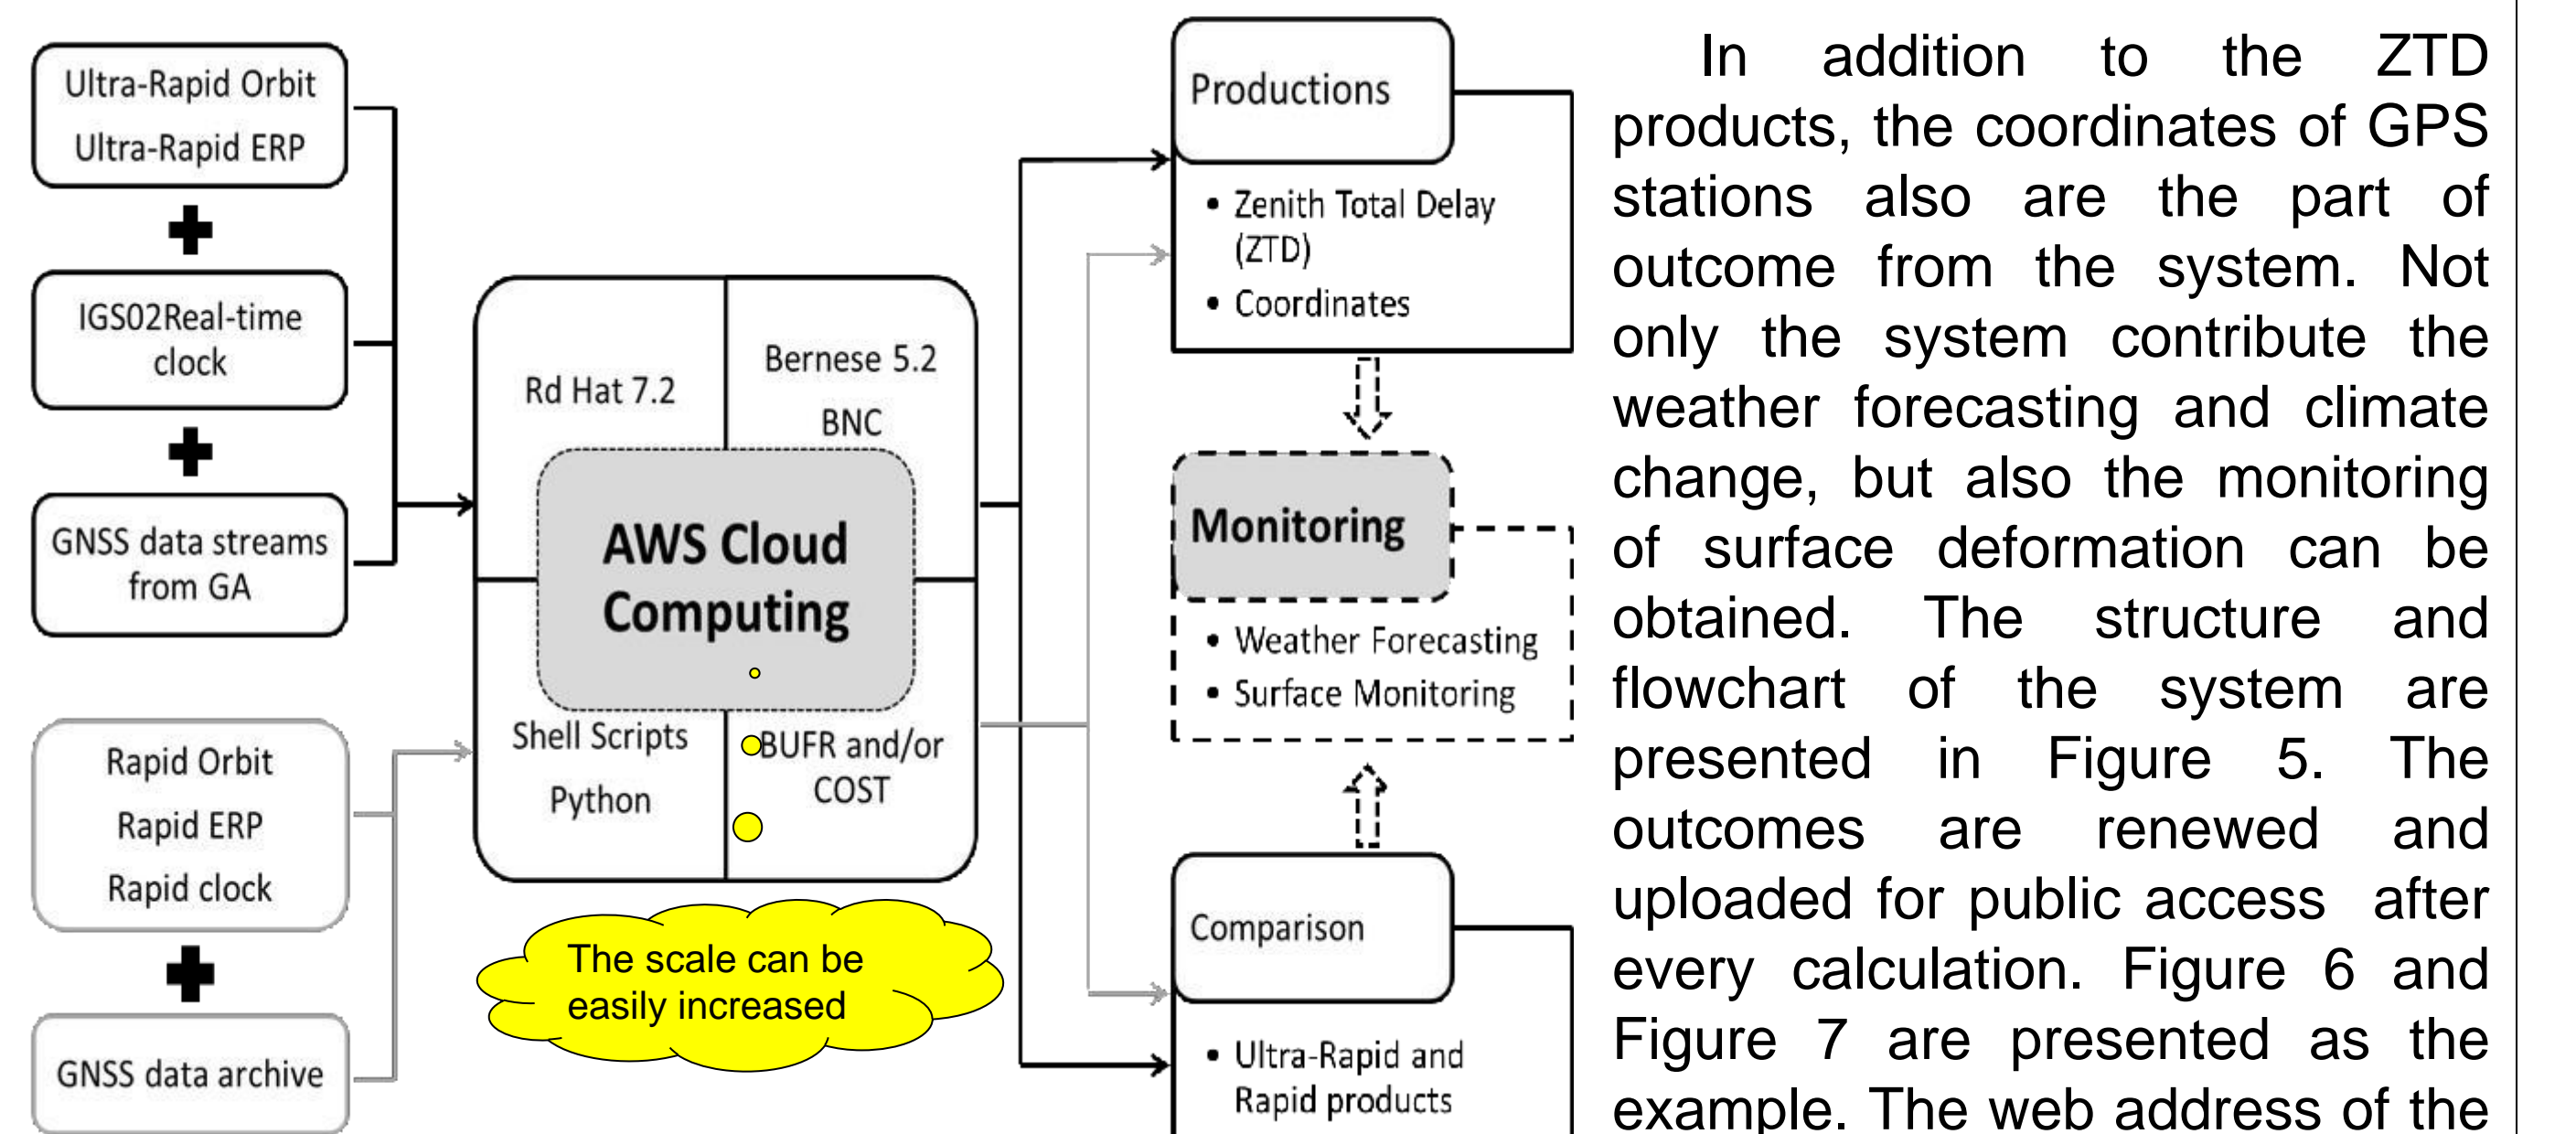 Ultra-Rapid Orbit
Ultra-Rapid ERP
IGS02Real-time
clock
GNSS data streams
from GA
Rapid Orbit
Rapid ERP
Rapid clock
GNSS data archive
Rd Hat 7.2
Bernese 5.2
BNC
AWS Cloud
Computing
Shell Scripts
Python
BUFR and/or
COST
The scale can be
easily increased
Productions
• Zenith Total Delay
(ZTD)
• Coordinates
Monitoring
• Weather Forecasting
• Surface Monitoring
Comparison
• Ultra-Rapid and
Rapid products
In addition to the ZTD
products, the coordinates of GPS
stations also are the part of
outcome from the system. Not
only the system contribute the
weather forecasting and climate
change, but also the monitoring
of surface deformation can be
obtained. The structure and
flowchart of the system are
presented in Figure 5. The
outcomes are renewed and
uploaded for public access after
every calculation. Figure 6 and
Figure 7 are presented as the
example. The web address of the